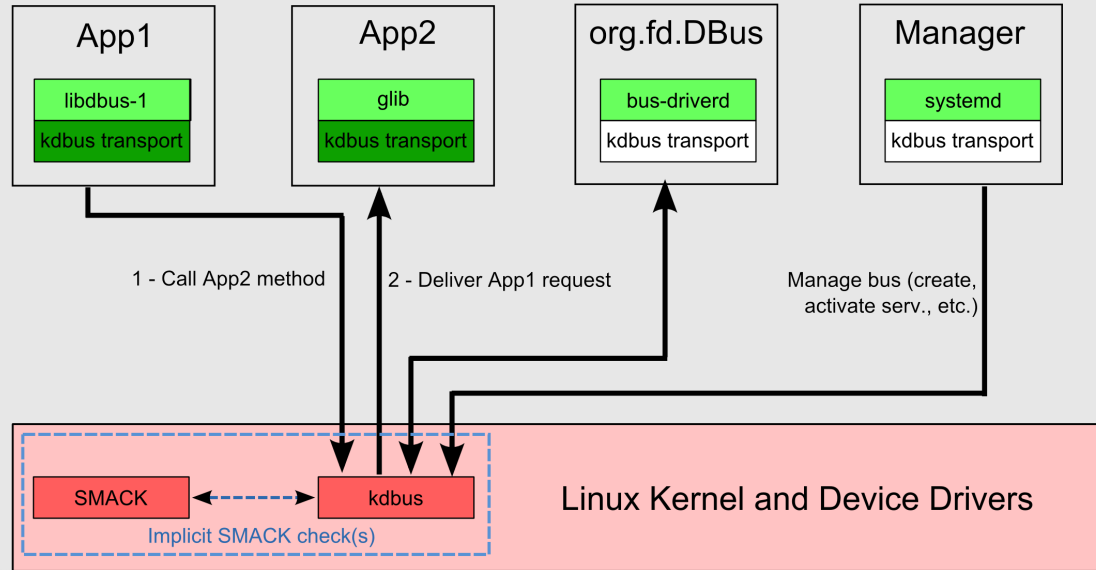 App1
App2
org.fd.DBus
Manager
libdbus-1
glib
bus-driverd
systemd
kdbus transport
kdbus transport
kdbus transport
kdbus transport
1 - Call App2 method
2 - Deliver App1 request
Manage bus (create,
activate serv., etc.)
SMACK
kdbus
Linux Kernel and Device Drivers
Implicit SMACK check(s)